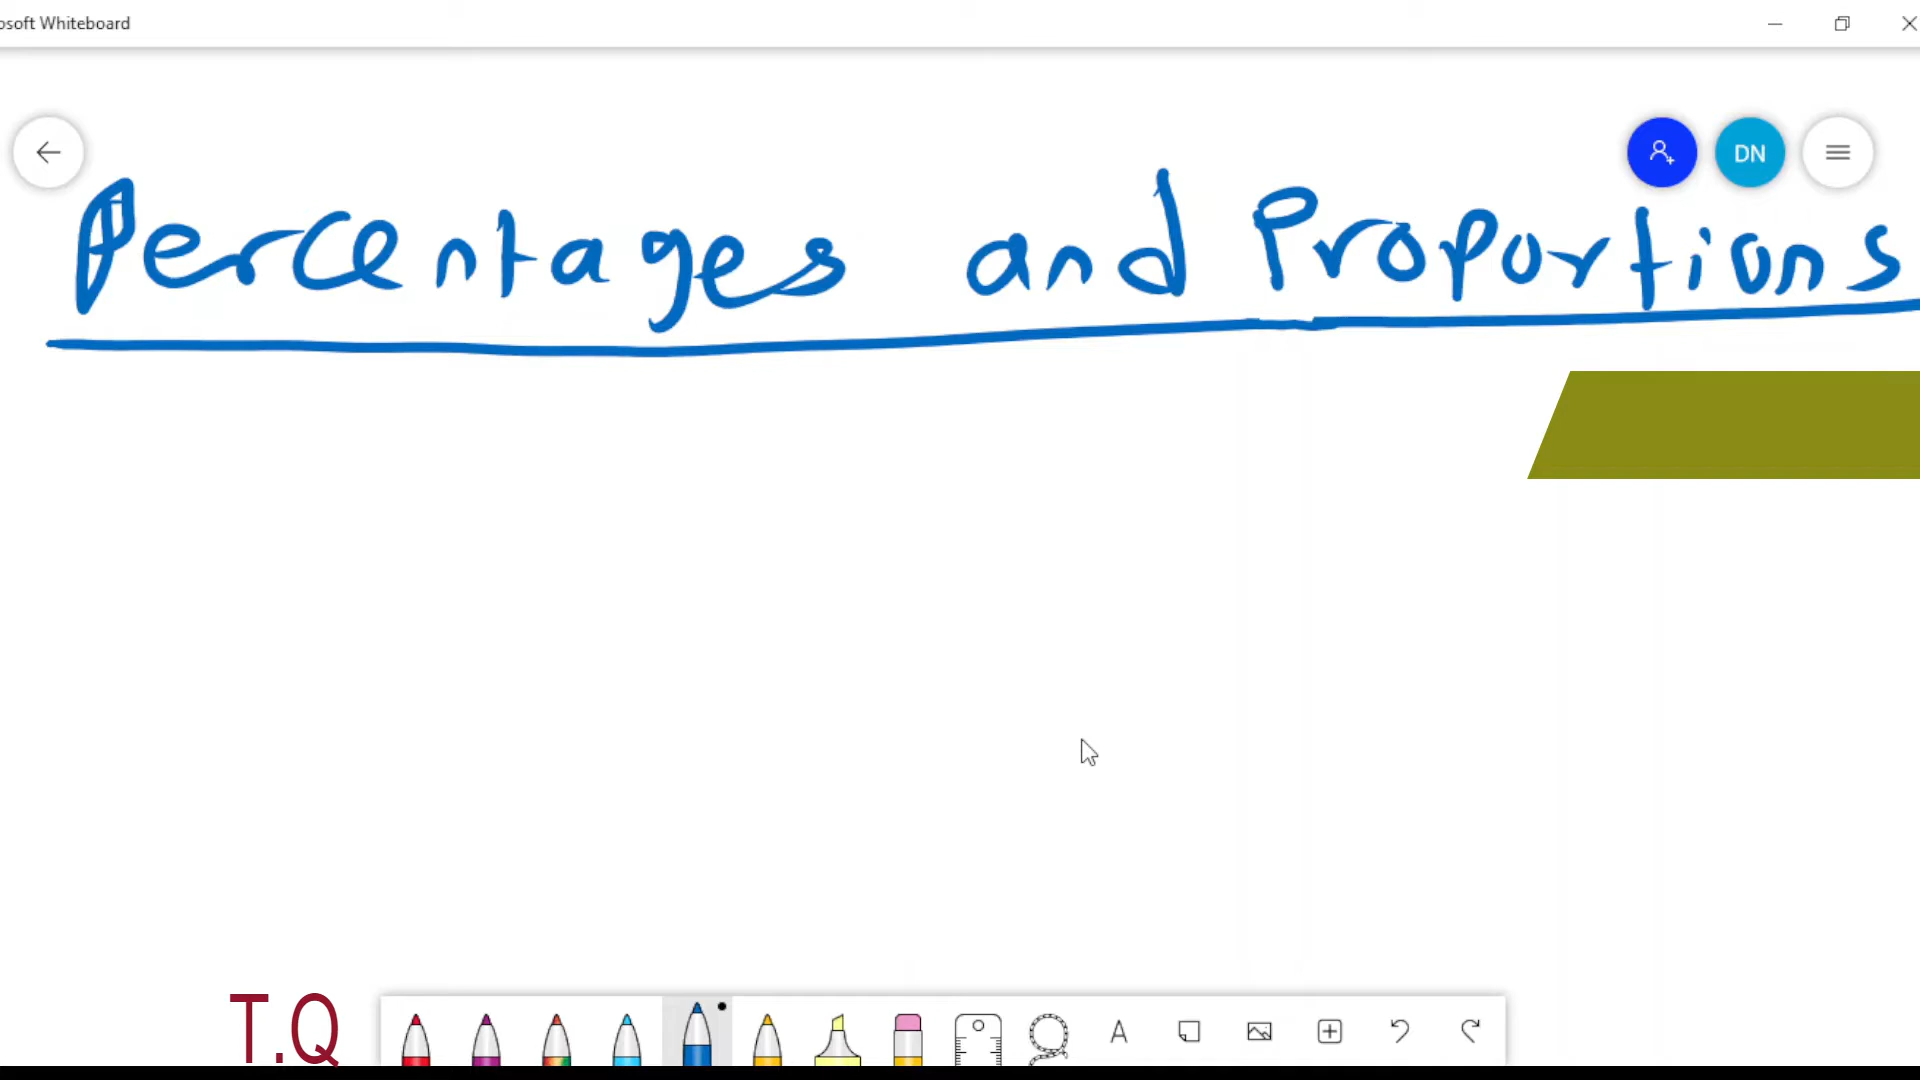 osoft Whiteboard
DN
Percentages and Proportions
T.Q
A